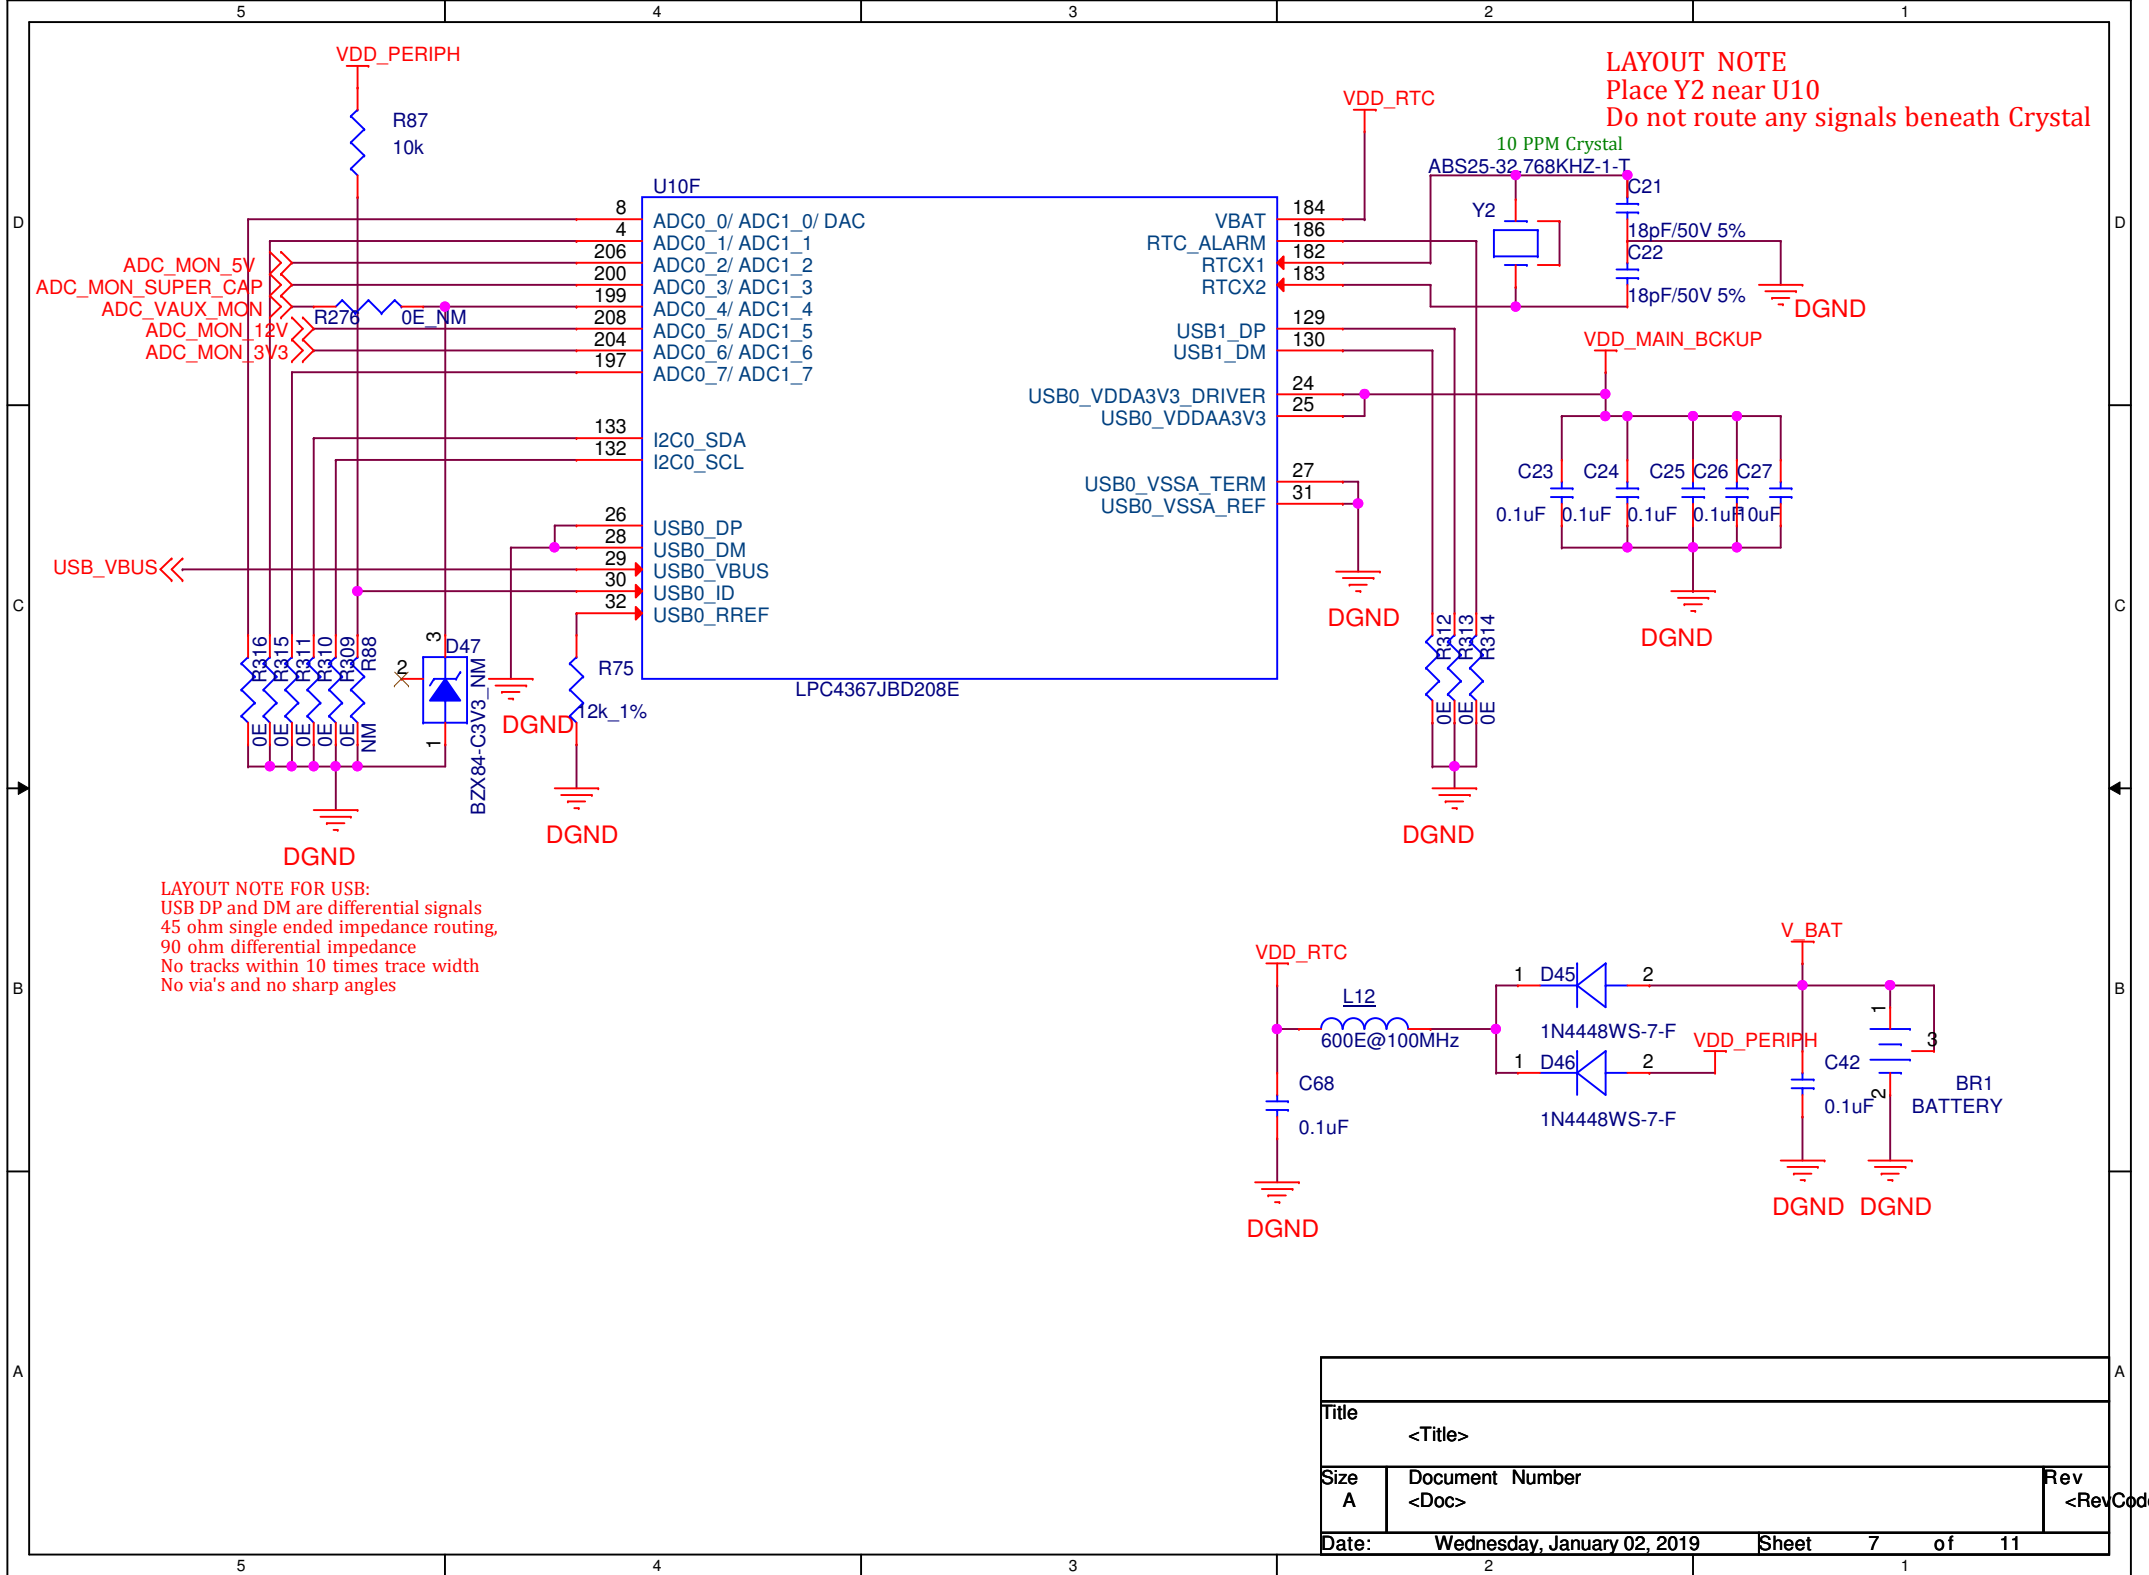 5 4 3 2 1
VDD_PERIPH
R87
10k
LAYOUT NOTE
Place Y2 near U10
Do not route any signals beneath Crystal
VDD_RTC
10 PPM Crystal
ABS25-32.768KHZ-1-T
D
D
U10F
8 ADC0_0/ ADC1_0/ DAC
4 ADC0_1/ ADC1_1
206 ADC0_2/ ADC1_2
200 ADC0_3/ ADC1_3
199 ADC0_4/ ADC1_4
208 ADC0_5/ ADC1_5
204 ADC0_6/ ADC1_6
197 ADC0_7/ ADC1_7
133 I2C0_SDA
132 I2C0_SCL
26 USB0_DP
28 USB0_DM
29 USB0_VBUS
30 USB0_ID
32 USB0_RREF
VBAT 184
RTC_ALARM 186
RTCX1 182
RTCX2 183
USB1_DP 129
USB1_DM 130
USB0_VDDA3V3_DRIVER 24
USB0_VDDAA3V3 25
USB0_VSSA_TERM 27
USB0_VSSA_REF 31
LPC4367JBD208E
ADC_MON_5V
ADC_MON_SUPER_CAP
ADC_VAUX_MON
ADC_MON_12V
ADC_MON_3V3
R276 0E_NM
Y2
C21
18pF/50V 5%
C22
18pF/50V 5%
DGND
VDD_MAIN_BCKUP
C23 C24 C25 C26 C27
0.1uF 0.1uF 0.1uF 0.1uF 10uF
DGND
DGND
USB_VBUS
C
C
R316 R315 R311 R310 R309 R88
0E 0E 0E 0E 0E NM
3 D47
2
1
BZX84-C3V3_NM
DGND
R75
12k_1%
DGND
DGND
R312 R313 R314
0E 0E 0E
DGND
LAYOUT NOTE FOR USB:
USB DP and DM are differential signals
45 ohm single ended impedance routing,
90 ohm differential impedance
No tracks within 10 times trace width
No via's and no sharp angles
B
B
VDD_RTC
L12
600E@100MHz
C68
0.1uF
DGND
1 D45 2
1N4448WS-7-F
1 D46 2
1N4448WS-7-F
VDD_PERIPH
V_BAT
C42
0.1uF
1
3
2
BR1
BATTERY
DGND DGND
A
A
Title
<Title>
Size
A
Document Number
<Doc>
Rev
Date: Wednesday, January 02, 2019 Sheet 7 of 11
5 4 3 2 1